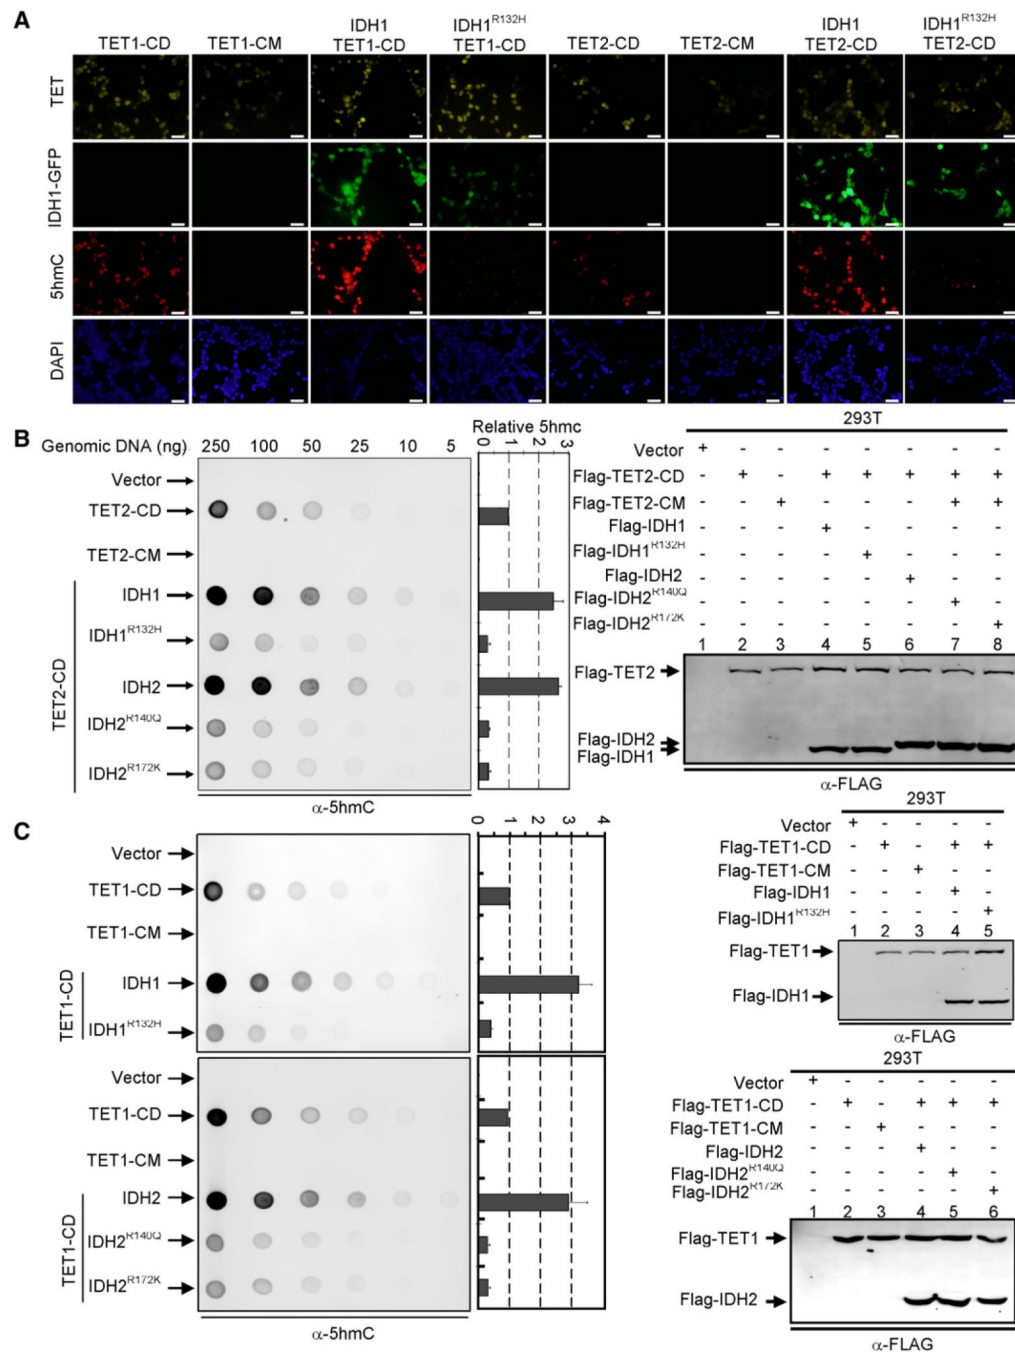 A
TET1-CD
TET1-CM
IDH1
TET1-CD
IDH1R132H
TET1-CD
TET2-CD
TET2-CM
IDH1
TET2-CD
IDH1R132H
TET2-CD
TET
IDH1-GFP
5hmC
DAPI
B
Genomic DNA (ng)
250 100 50 25 10 5
Vector
TET2-CD
TET2-CM
TET2-CD
IDH1
IDH1R132H
IDH2
IDH2R140Q
IDH2R172K
α-5hmC
Relative 5hmc
0 1 2 3
293T
Vector + - - - - - - -
Flag-TET2-CD - + - + + + + +
Flag-TET2-CM - - + - - - + +
Flag-IDH1 - - - + - - - -
Flag-IDH1R132H - - - - + - - -
Flag-IDH2 - - - - - + - -
Flag-IDH2R140Q - - - - - - + -
Flag-IDH2R172K - - - - - - - +
1 2 3 4 5 6 7 8
Flag-TET2
Flag-IDH2
Flag-IDH1
α-FLAG
C
Vector
TET1-CD
TET1-CM
TET1-CD
IDH1
IDH1R132H
0 1 2 3 4
293T
Vector + - - - -
Flag-TET1-CD - + - + +
Flag-TET1-CM - - + - -
Flag-IDH1 - - - + -
Flag-IDH1R132H - - - - +
1 2 3 4 5
Flag-TET1
Flag-IDH1
α-FLAG
Vector
TET1-CD
TET1-CM
TET1-CD
IDH2
IDH2R140Q
IDH2R172K
α-5hmC
293T
Vector + - - - - -
Flag-TET1-CD - + - + + +
Flag-TET1-CM - - + - - -
Flag-IDH2 - - - + - -
Flag-IDH2R140Q - - - - + -
Flag-IDH2R172K - - - - - +
1 2 3 4 5 6
Flag-TET1
Flag-IDH2
α-FLAG